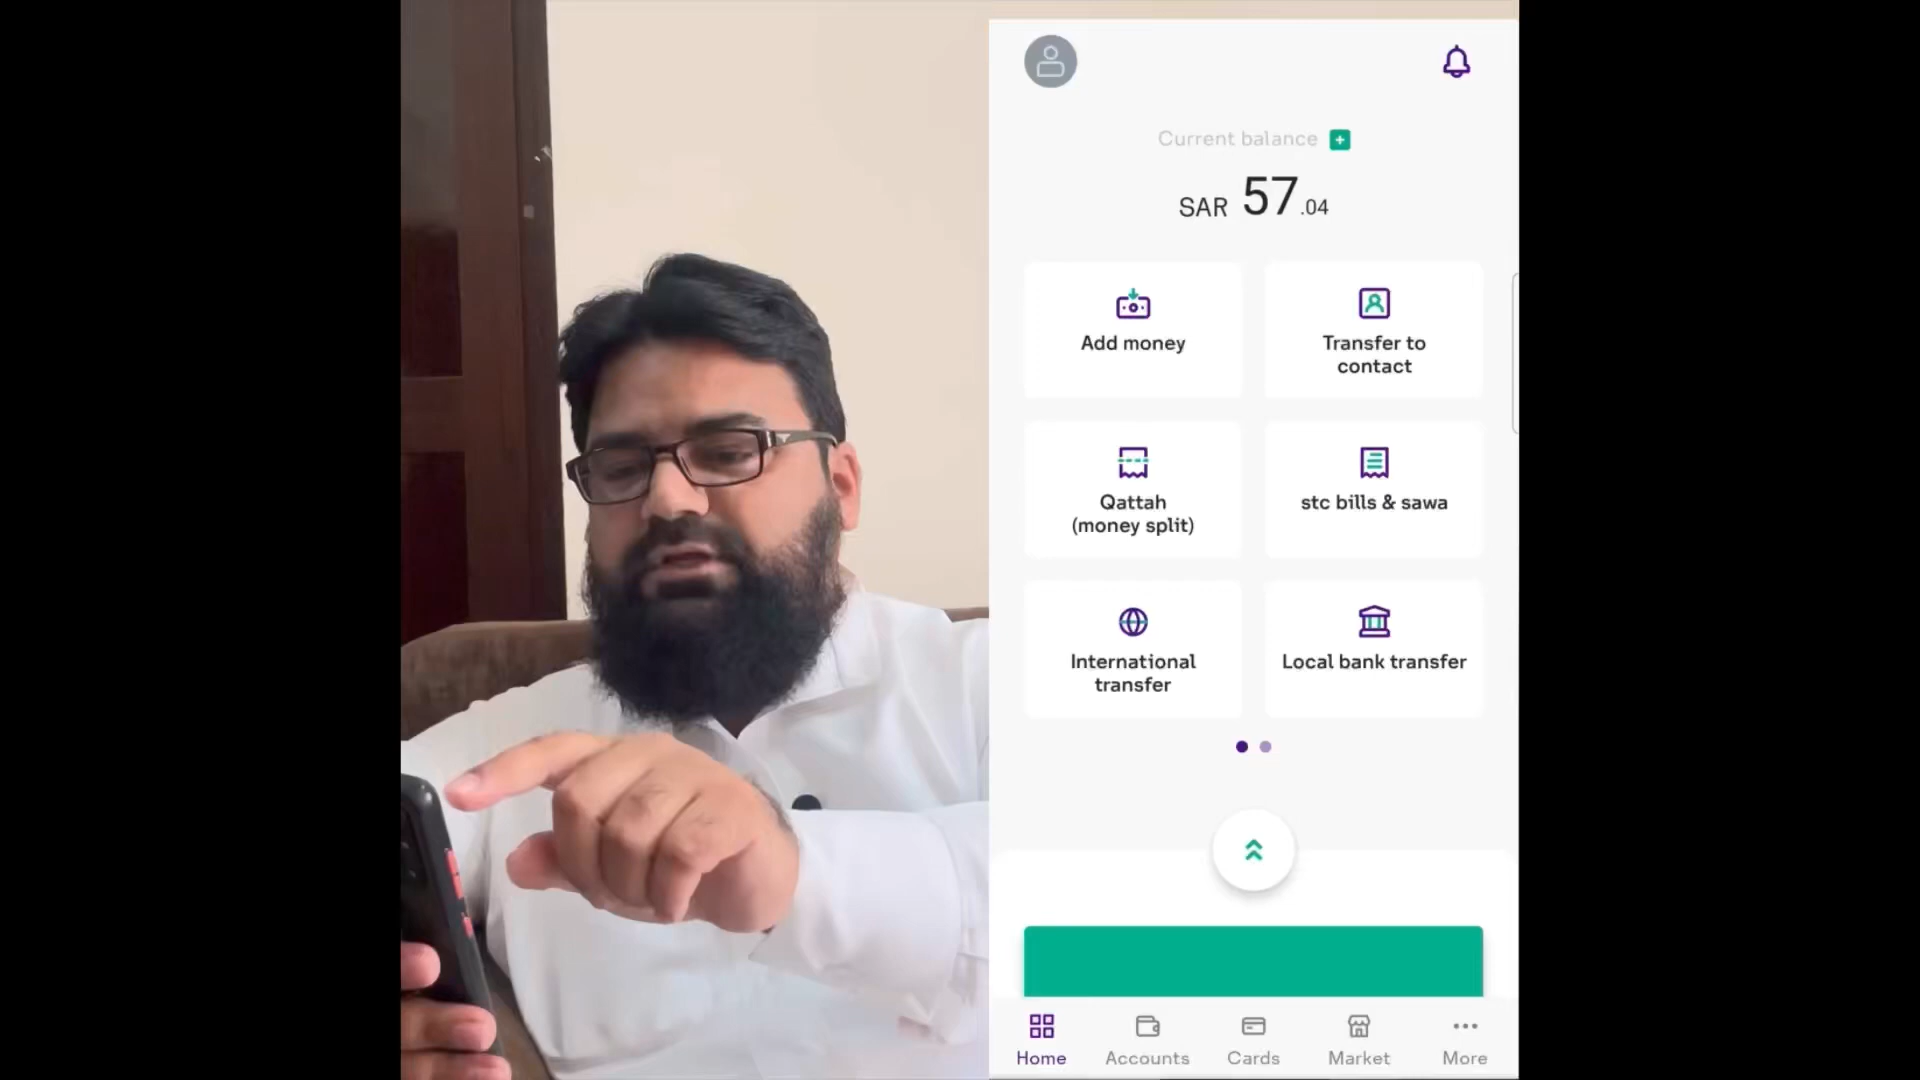 Current balance
SAR 57.04
Add money
Transfer to
contact
Qattah
(money split)
stc bills & sawa
International
transfer
Local bank transfer
Home
Accounts
Cards
Market
More